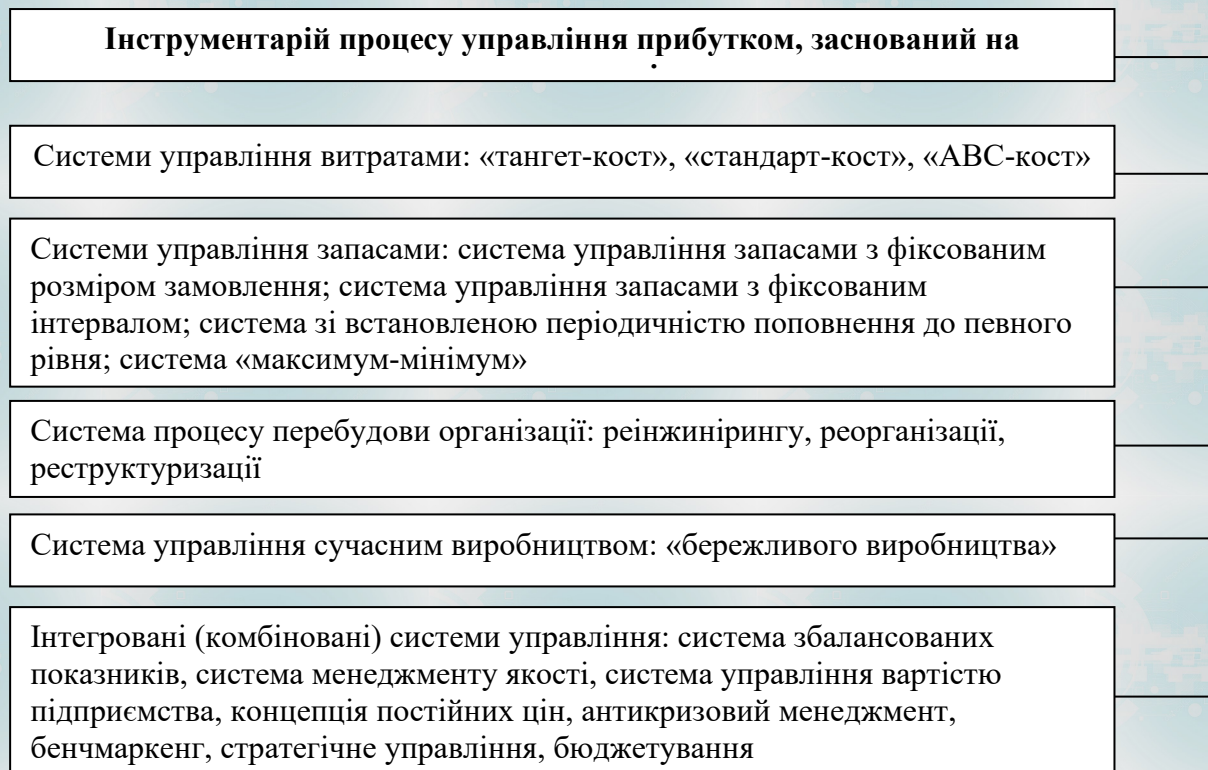 Інструментарій процесу управління прибутком, заснований на
Системи управління витратами: «тангет-кост», «стандарт-кост», «АВС-кост»
Системи управління запасами: система управління запасами з фіксованим
розміром замовлення; система управління запасами з фіксованим
інтервалом; система зі встановленою періодичністю поповнення до певного
рівня; система «максимум-мінімум»
Система процесу перебудови організації: реінжинірингу, реорганізації,
реструктуризації
Система управління сучасним виробництвом: «бережливого виробництва»
Інтегровані (комбіновані) системи управління: система збалансованих
показників, система менеджменту якості, система управління вартістю
підприємства, концепція постійних цін, антикризовий менеджмент,
бенчмаркенг, стратегічне управління, бюджетування